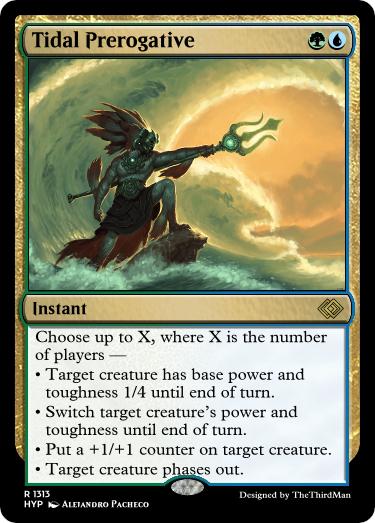 Tidal Prerogative
Instant
Choose up to X, where X is the number
of players —
• Target creature has base power and
toughness 1/4 until end of turn.
• Switch target creature's power and
toughness until end of turn.
• Put a +1/+1 counter on target creature.
• Target creature phases out.
R 1313
HYP Alejandro Pacheco
Designed by TheThirdMan